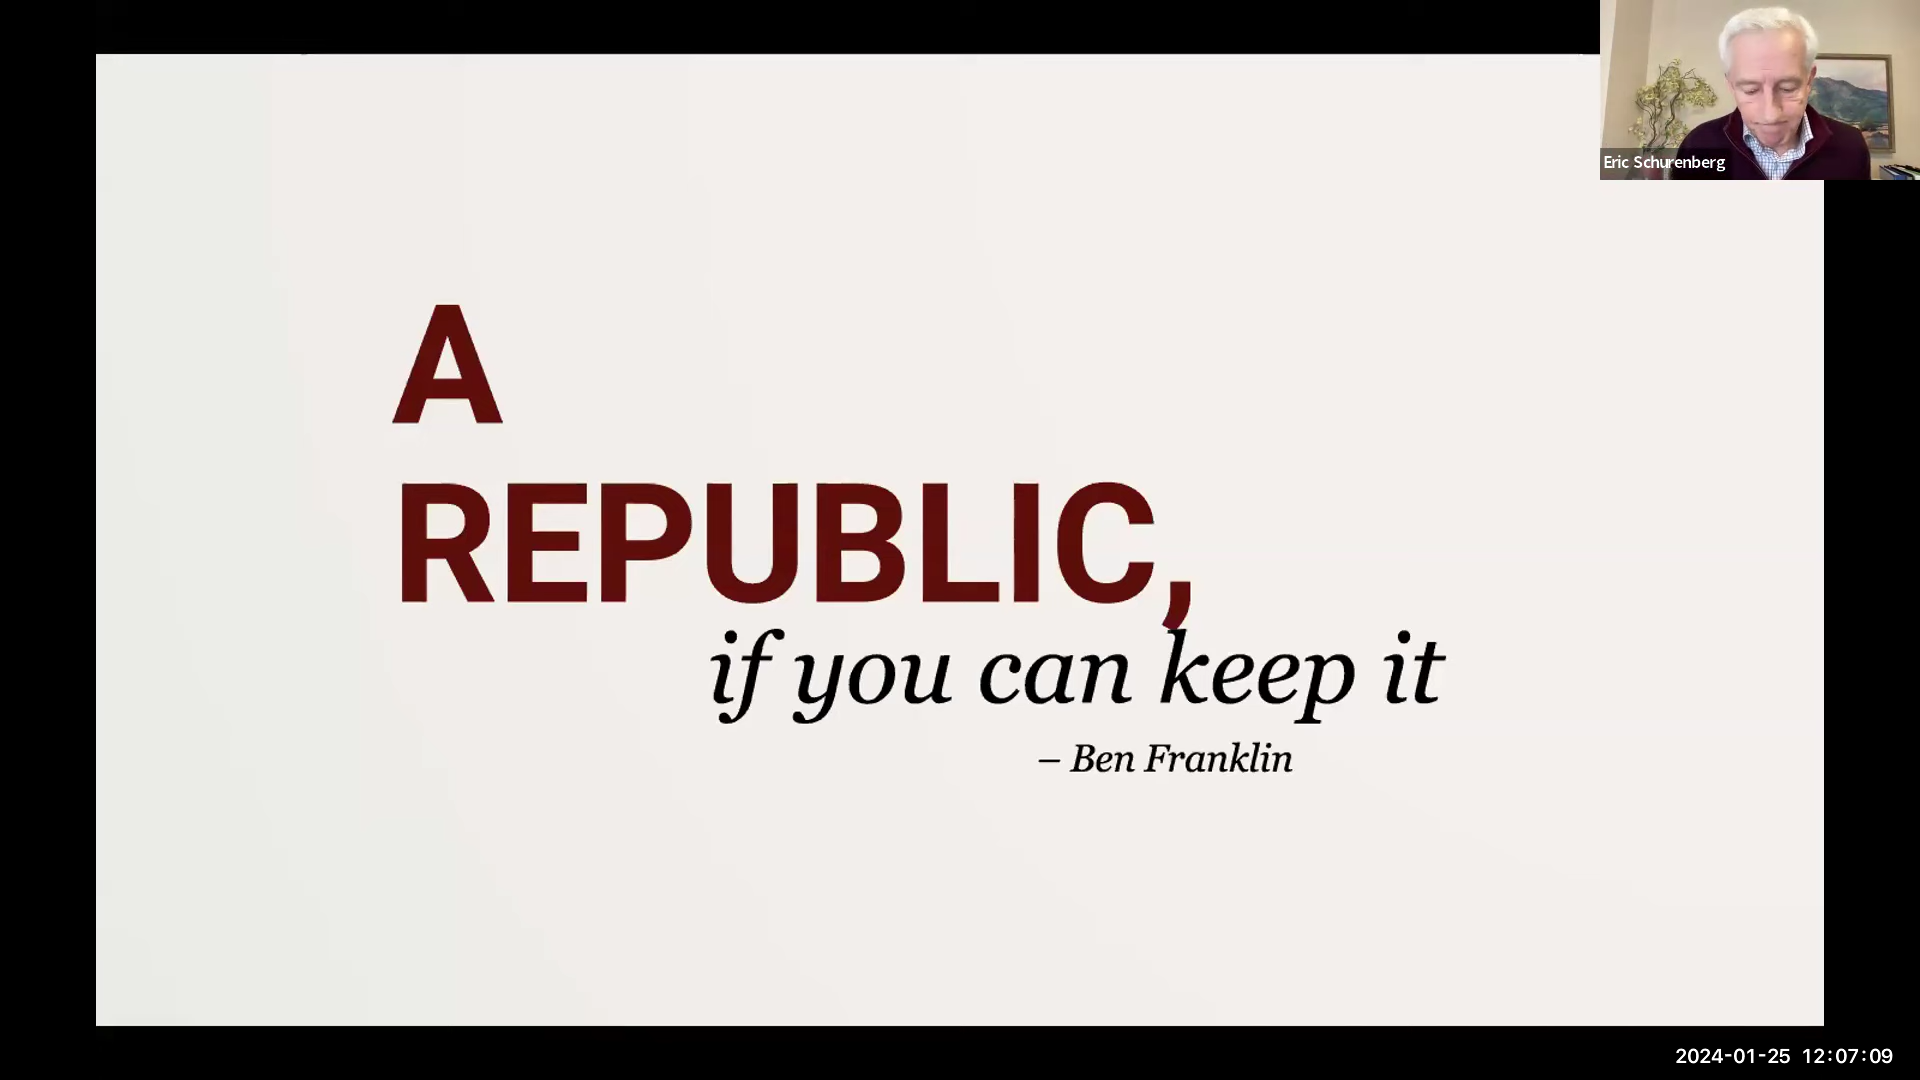 Eric Schurenberg
A
REPUBLIC,
if you can keep it
– Ben Franklin
2024-01-25 12:07:09